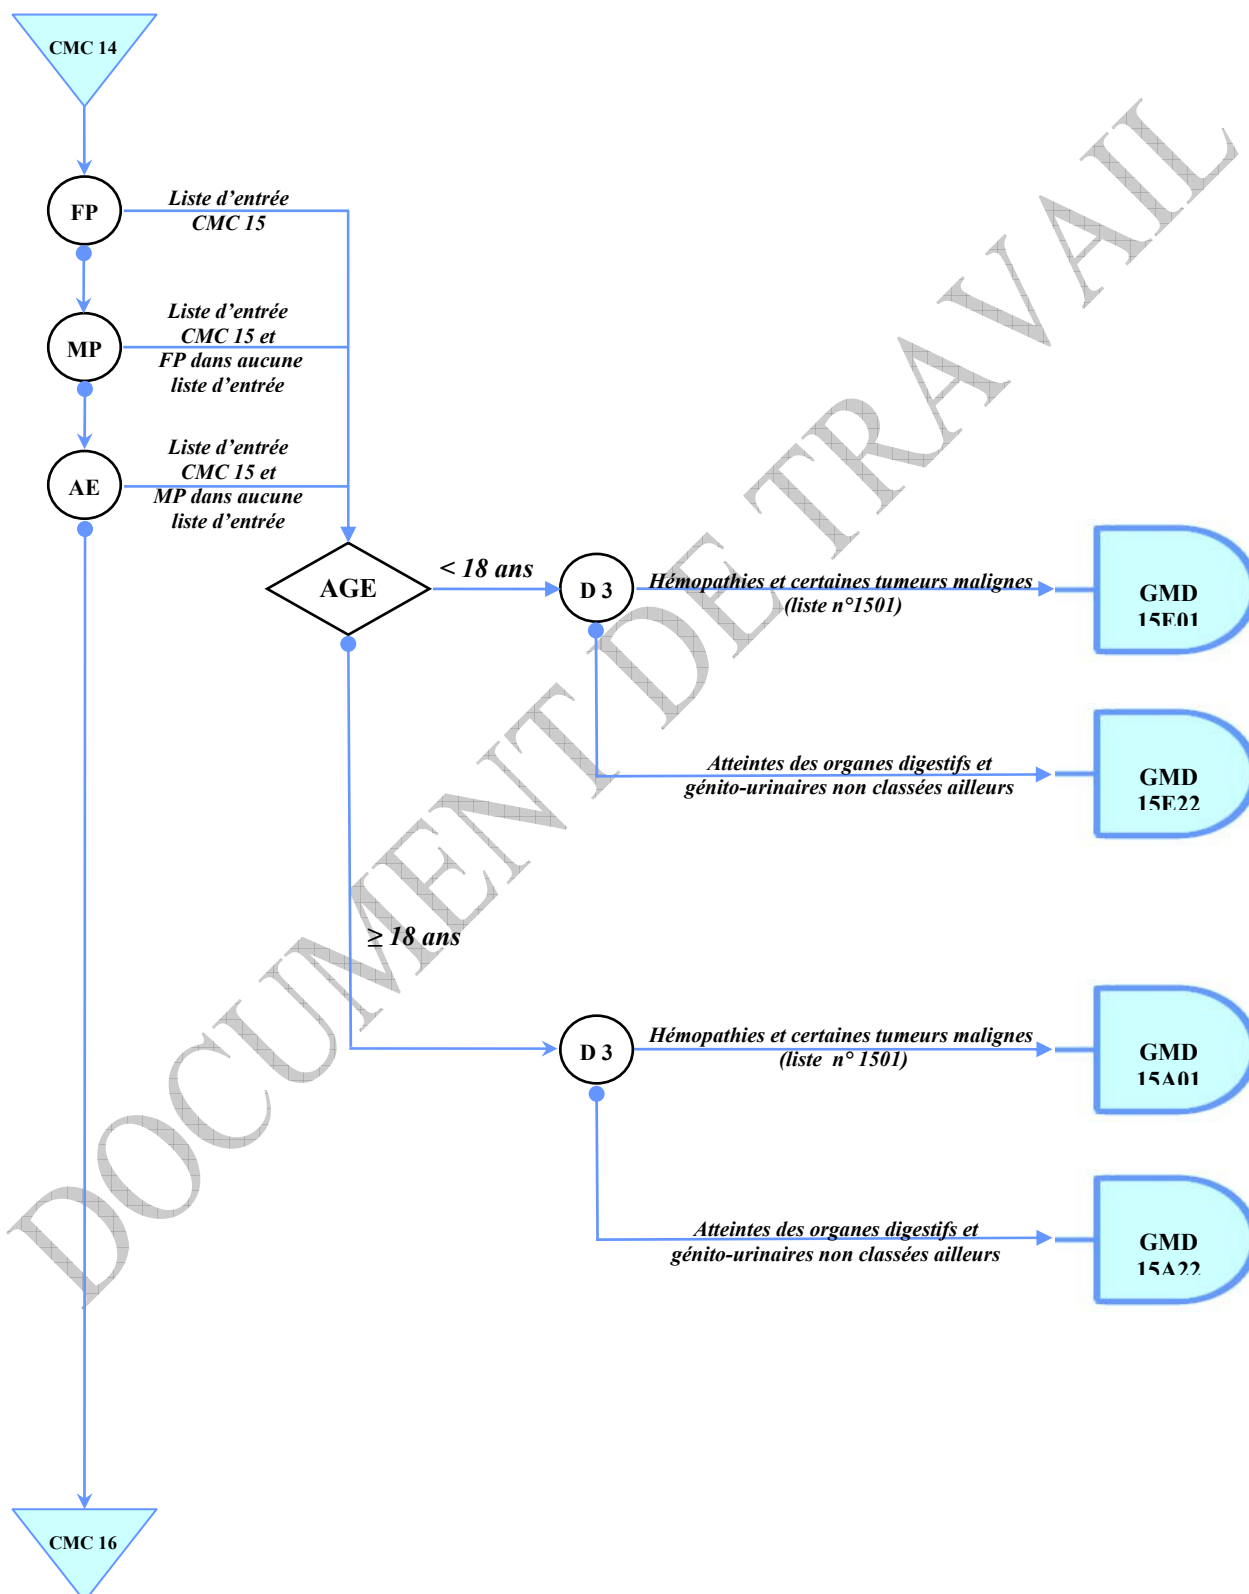 CMC 14
FP
Liste d’entrée
CMC 15
MP
Liste d’entrée
CMC 15 et
FP dans aucune
liste d’entrée
AE
Liste d’entrée
CMC 15 et
MP dans aucune
liste d’entrée
AGE
< 18 ans
D 3
Hémopathies et certaines tumeurs malignes
(liste n°1501)
GMD
15E01
Atteintes des organes digestifs et
génito-urinaires non classées ailleurs
GMD
15E22
≥ 18 ans
D 3
Hémopathies et certaines tumeurs malignes
(liste n° 1501)
GMD
15A01
Atteintes des organes digestifs et
génito-urinaires non classées ailleurs
GMD
15A22
CMC 16
DOCUMENT DE TRAVAIL